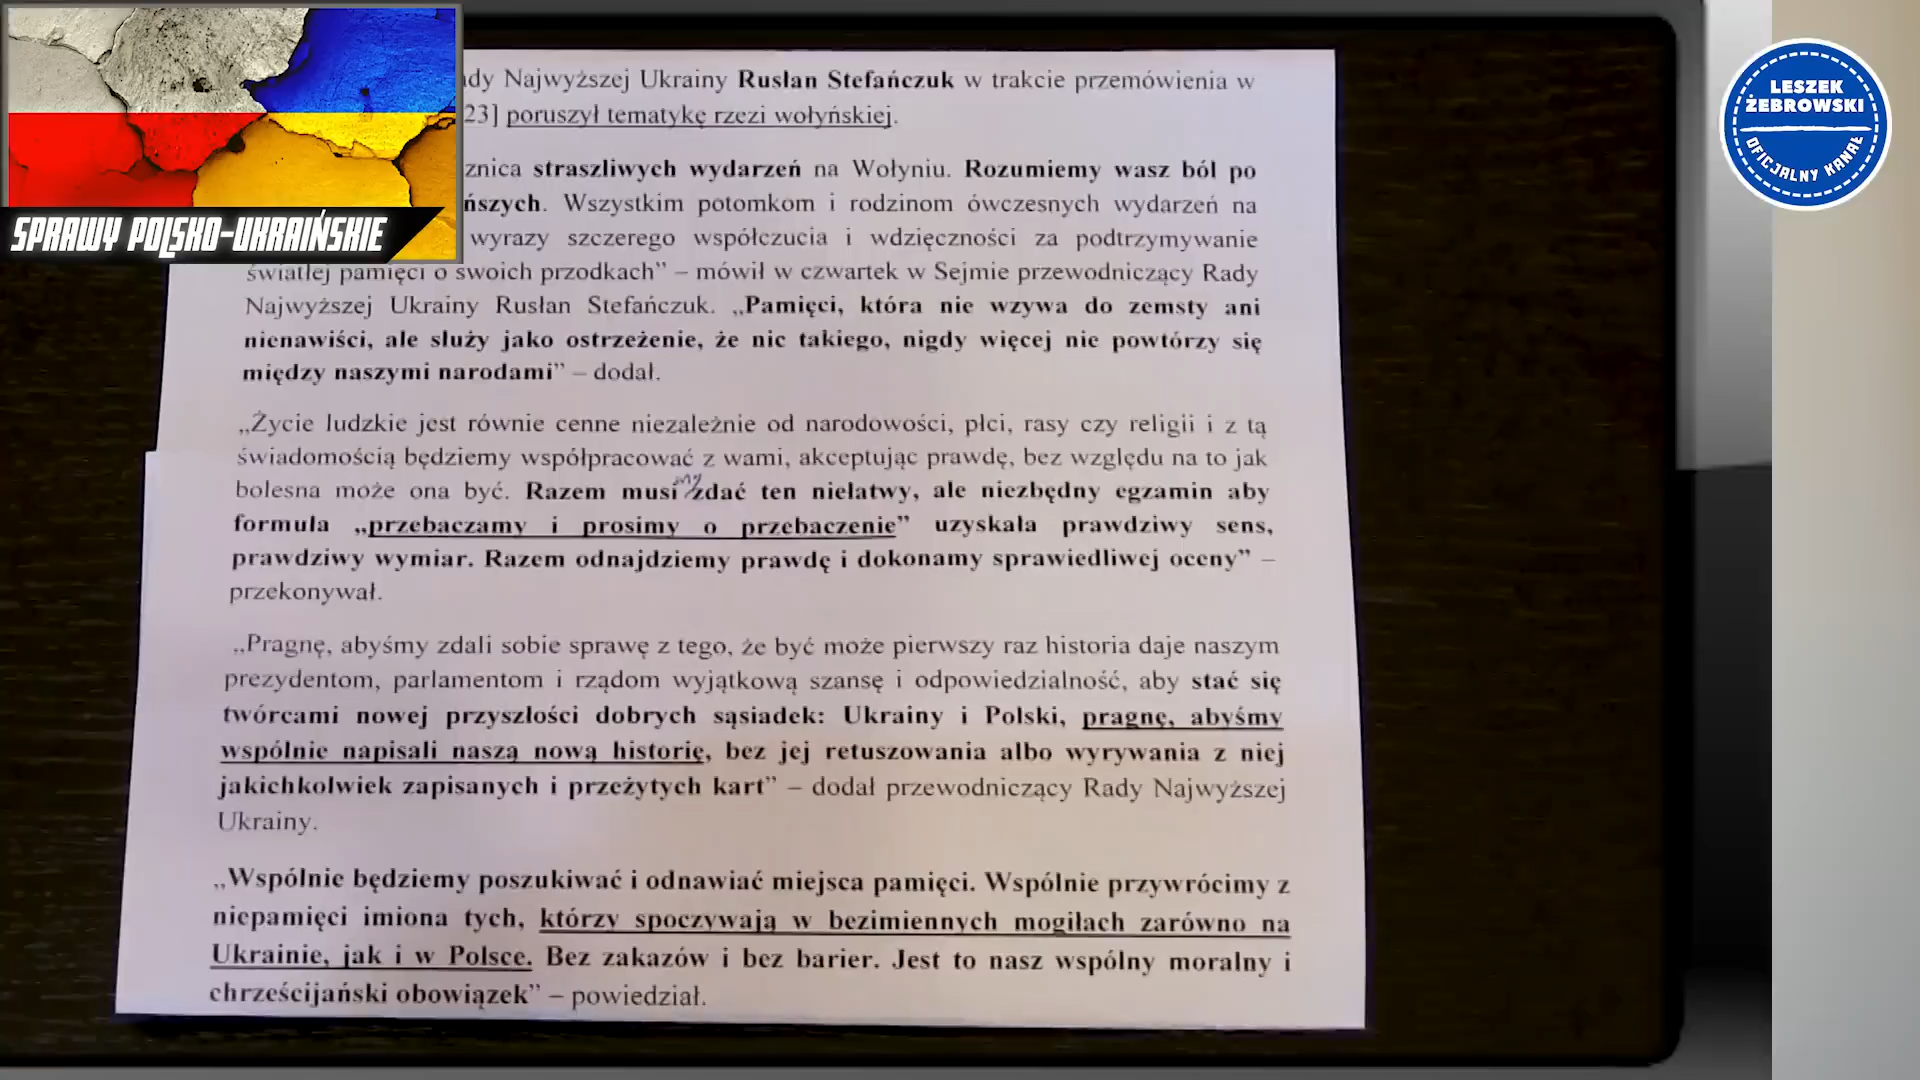 SPRAWY POLSKO-UKRAIŃSKIE
LESZEK
ŻEBROWSKI
OFICJALNY KANAŁ
Najwyższej Ukrainy Rusłan Stefańczuk w trakcie przemówienia w
23] poruszył tematykę rzezi wołyńskiej.
straszliwych wydarzeń na Wołyniu. Rozumiemy wasz ból po
Wszystkim potomkom i rodzinom ówczesnych wydarzeń na
wyrazy szczerego współczucia i wdzięczności za podtrzymywanie
światłej pamięci o swoich przodkach” – mówił w czwartek w Sejmie przewodniczący Rady
Najwyższej Ukrainy Rusłan Stefańczuk. „Pamięci, która nie wzywa do zemsty ani
nienawiści, ale służy jako ostrzeżenie, że nic takiego, nigdy więcej nie powtórzy się
między naszymi narodami” – dodał.
„Życie ludzkie jest równie cenne niezależnie od narodowości, płci, rasy czy religii i z tą
świadomością będziemy współpracować z wami, akceptując prawdę, bez względu na to jak
bolesna może ona być. Razem musimy zdać ten niełatwy, ale niezbędny egzamin aby
formuła „przebaczamy i prosimy o przebaczenie” uzyskała prawdziwy sens,
prawdziwy wymiar. Razem odnajdziemy prawdę i dokonamy sprawiedliwej oceny” –
przekonywał.
„Pragnę, abyśmy zdali sobie sprawę z tego, że być może pierwszy raz historia daje naszym
prezydentom, parlamentom i rządom wyjątkową szansę i odpowiedzialność, aby stać się
twórcami nowej przyszłości dobrych sąsiadek: Ukrainy i Polski, pragnę, abyśmy
wspólnie napisali naszą nową historię, bez jej retuszowania albo wyrywania z niej
jakichkolwiek zapisanych i przeżytych kart” – dodał przewodniczący Rady Najwyższej
Ukrainy.
„Wspólnie będziemy poszukiwać i odnawiać miejsca pamięci. Wspólnie przywrócimy z
niepamięci imiona tych, którzy spoczywają w bezimiennych mogiłach zarówno na
Ukrainie, jak i w Polsce. Bez zakazów i bez barier. Jest to nasz wspólny moralny i
chrześcijański obowiązek” – powiedział.